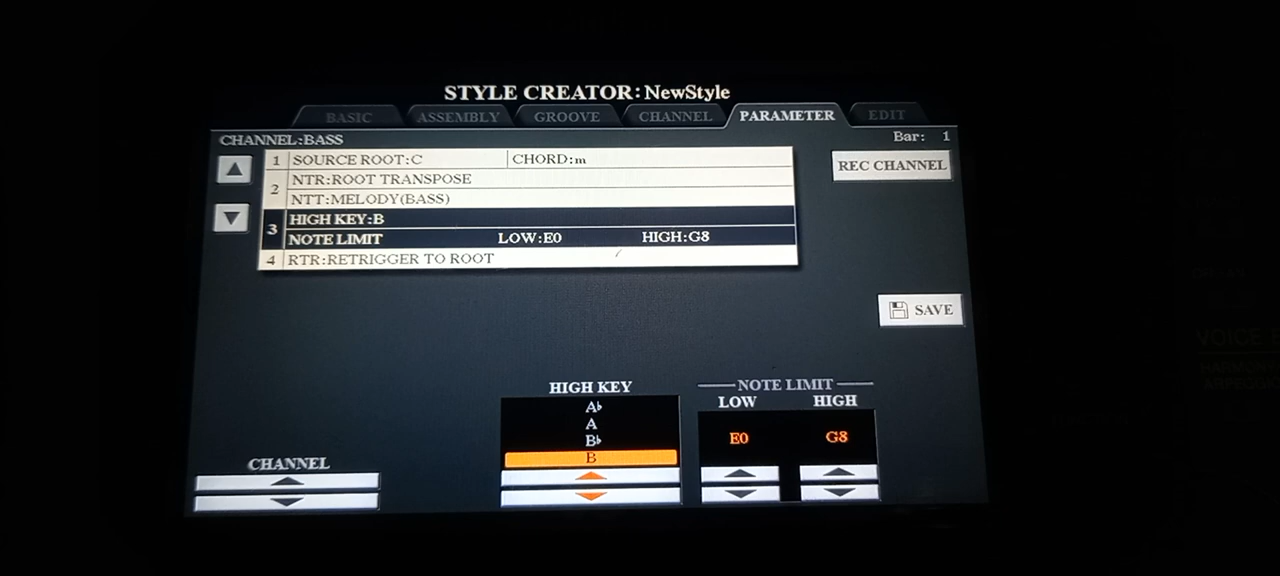 STYLE CREATOR: NewStyle
BASIC ASSEMBLY GROOVE CHANNEL PARAMETER EDIT
CHANNEL:BASS
Bar: 1
1 SOURCE ROOT:C CHORD:m
REC CHANNEL
2 NTR:ROOT TRANSPOSE
NTT:MELODY(BASS)
3 HIGH KEY:B
NOTE LIMIT LOW:E0 HIGH:G8
4 RTR:RETRIGGER TO ROOT
SAVE
HIGH KEY
NOTE LIMIT
LOW HIGH
A♭
A
B♭
B
E0 G8
CHANNEL